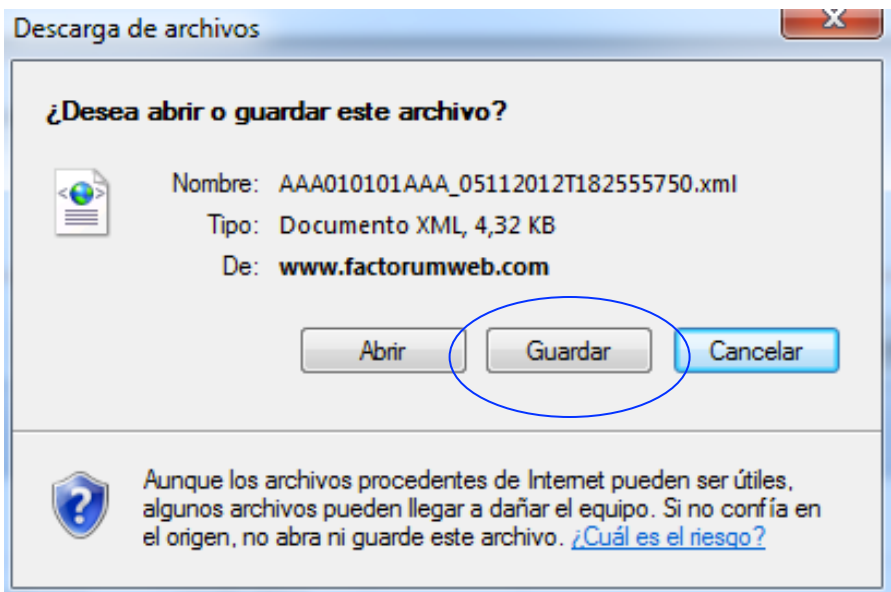 Descarga de archivos
¿Desea abrir o guardar este archivo?
Nombre: AAA010101AAA_05112012T182555750.xml
Tipo: Documento XML, 4,32 KB
De: www.factorumweb.com
Abrir Guardar Cancelar
Aunque los archivos procedentes de Internet pueden ser útiles,
algunos archivos pueden llegar a dañar el equipo. Si no confía en
el origen, no abra ni guarde este archivo. ¿Cuál es el riesgo?